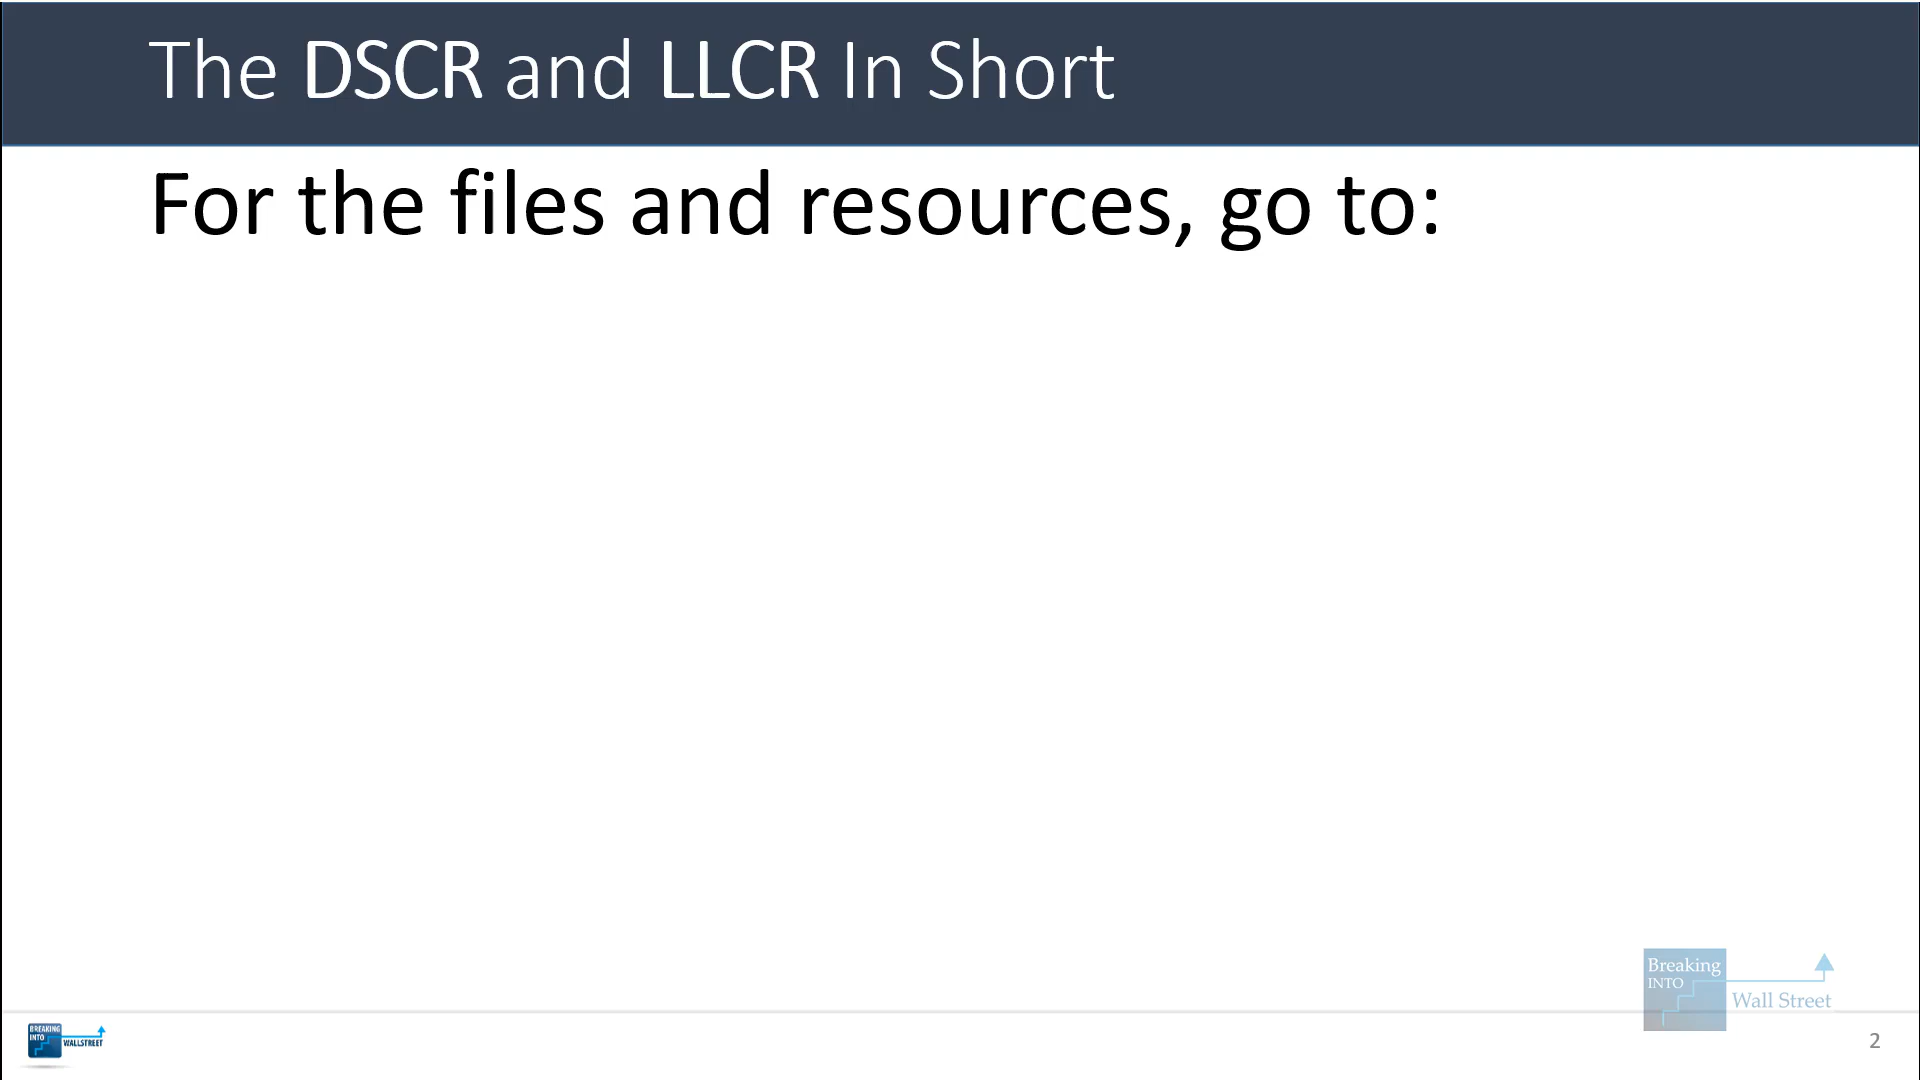 The DSCR and LLCR In Short
For the files and resources, go to:
Breaking
INTO
Wall Street
BREAKING
INTO
WALLSTREET
2